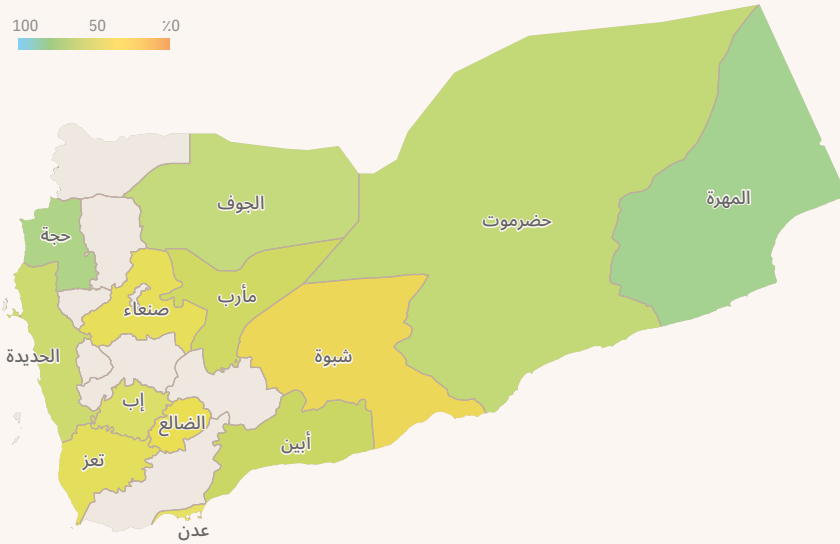 100 50 ٪0
المهرة
الجوف
حضرموت
حجة
مأرب
صنعاء
الحديدة
شبوة
إب
الضالع
أبين
تعز
عدن